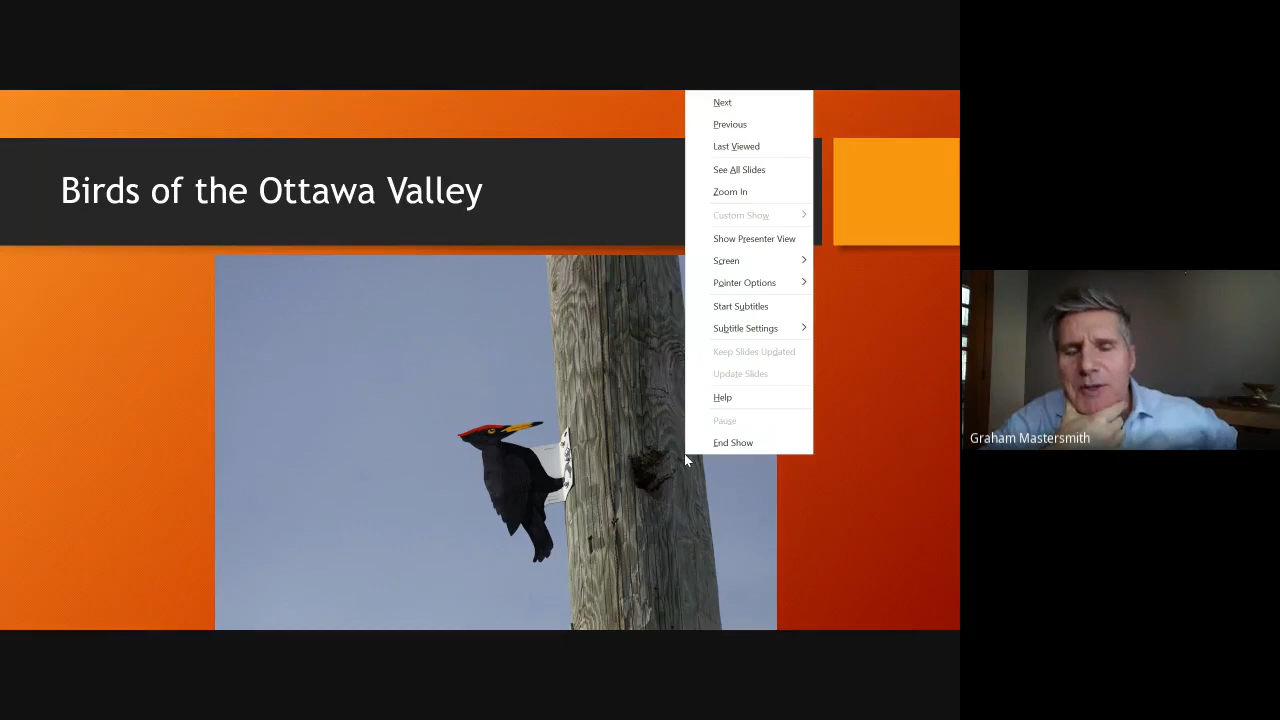 Birds of the Ottawa Valley
Next
Previous
Last Viewed
See All Slides
Zoom In
Custom Show
Show Presenter View
Screen
Pointer Options
Start Subtitles
Subtitle Settings
Keep Slides Updated
Update Slides
Help
Pause
End Show
Graham Mastersmith